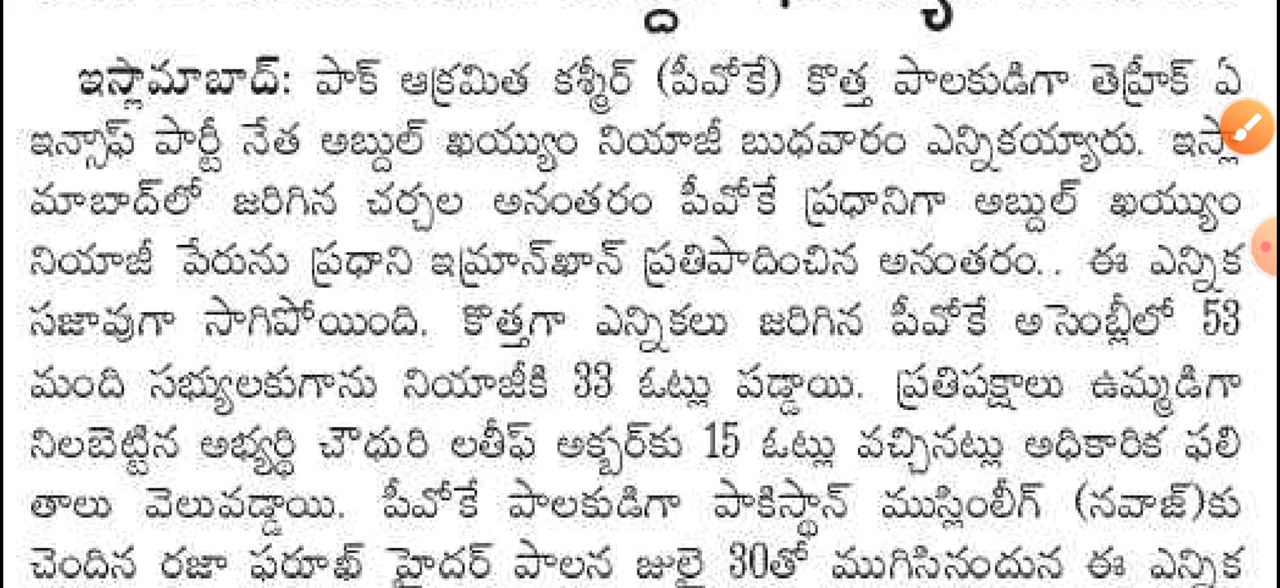 ఇస్లామాబాద్: పాక్ ఆక్రమిత కశ్మీర్ (పీవోకే) కొత్త పాలకుడిగా తెహ్రీక్ ఏ
ఇన్సాఫ్ పార్టీ నేత అబ్దుల్ ఖయ్యుం నియాజీ బుధవారం ఎన్నికయ్యారు. ఇస్లా
మాబాద్‌లో జరిగిన చర్చల అనంతరం పీవోకే ప్రధానిగా అబ్దుల్ ఖయ్యుం
నియాజీ పేరును ప్రధాని ఇమ్రాన్‌ఖాన్ ప్రతిపాదించిన అనంతరం.. ఈ ఎన్నిక
సజావుగా సాగిపోయింది. కొత్తగా ఎన్నికలు జరిగిన పీవోకే అసెంబ్లీలో 53
మంది సభ్యులకుగాను నియాజీకి 33 ఓట్లు పడ్డాయి. ప్రతిపక్షాలు ఉమ్మడిగా
నిలబెట్టిన అభ్యర్థి చౌధురి లతీఫ్ అక్బర్‌కు 15 ఓట్లు వచ్చినట్లు అధికారిక ఫలి
తాలు వెలువడ్డాయి. పీవోకే పాలకుడిగా పాకిస్థాన్ ముస్లింలీగ్ (నవాజ్)కు
చెందిన రజా ఫరూఖ్ హైదర్ పాలన జులై 30తో ముగిసినందున ఈ ఎన్నిక